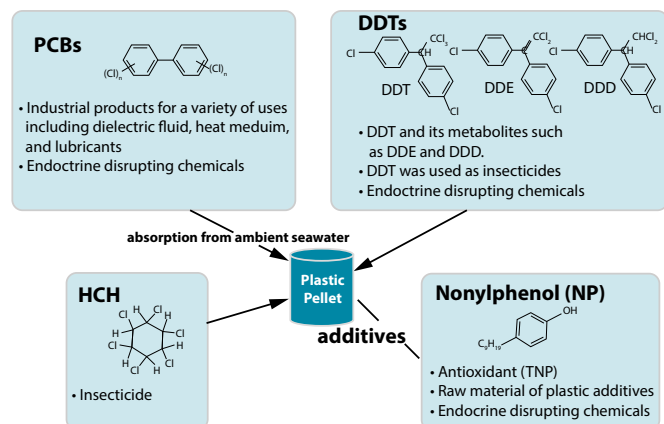 PCBs
(Cl)n
(Cl)n
• Industrial products for a variety of uses
including dielectric fluid, heat meduim,
and lubricants
• Endocrine disrupting chemicals
DDTs
CCl3
Cl
CH
Cl
DDT
CCl2
Cl
C
Cl
DDE
CHCl2
Cl
CH
Cl
DDD
• DDT and its metabolites such
as DDE and DDD.
• DDT was used as insecticides
• Endocrine disrupting chemicals
absorption from ambient seawater
Plastic
Pellet
additives
HCH
Cl H
H Cl
Cl H
Cl H
H Cl
Cl H
• Insecticide
Nonylphenol (NP)
OH
C9H19
• Antioxidant (TNP)
• Raw material of plastic additives
• Endocrine disrupting chemicals